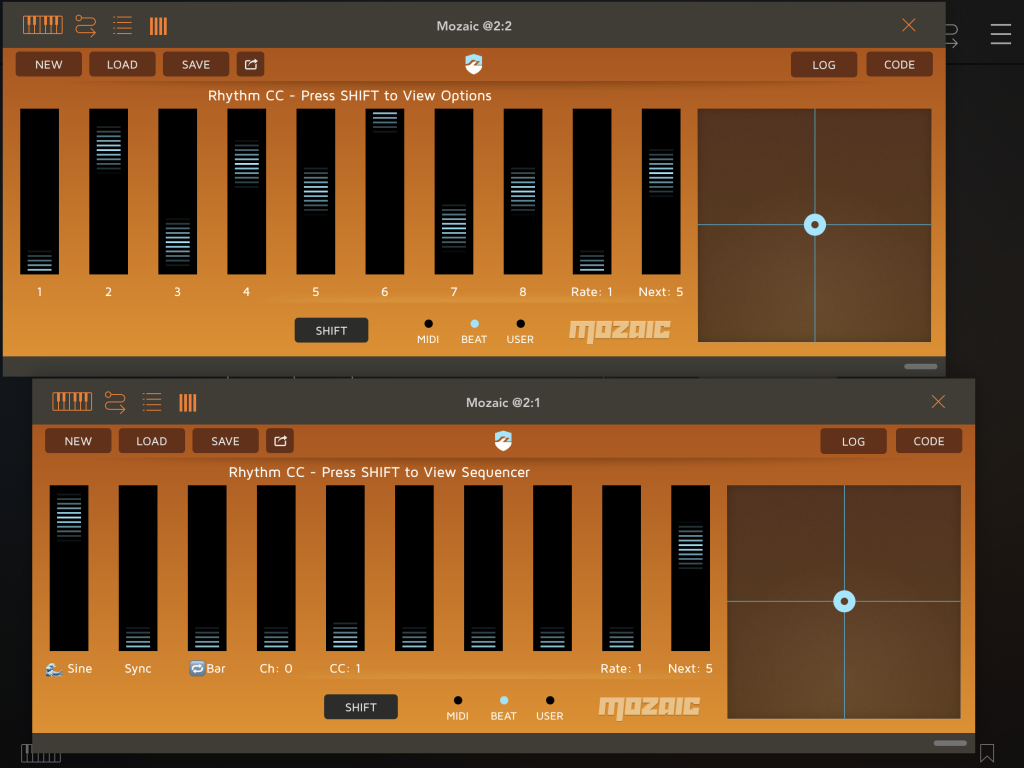 Mozaic @2:2
NEW LOAD SAVE LOG CODE
Rhythm CC - Press SHIFT to View Options
1 2 3 4 5 6 7 8 Rate: 1 Next: 5
SHIFT MIDI BEAT USER MOZAIC
Mozaic @2:1
NEW LOAD SAVE LOG CODE
Rhythm CC - Press SHIFT to View Sequencer
Sine Sync Bar Ch: 0 CC: 1 Rate: 1 Next: 5
SHIFT MIDI BEAT USER MOZAIC